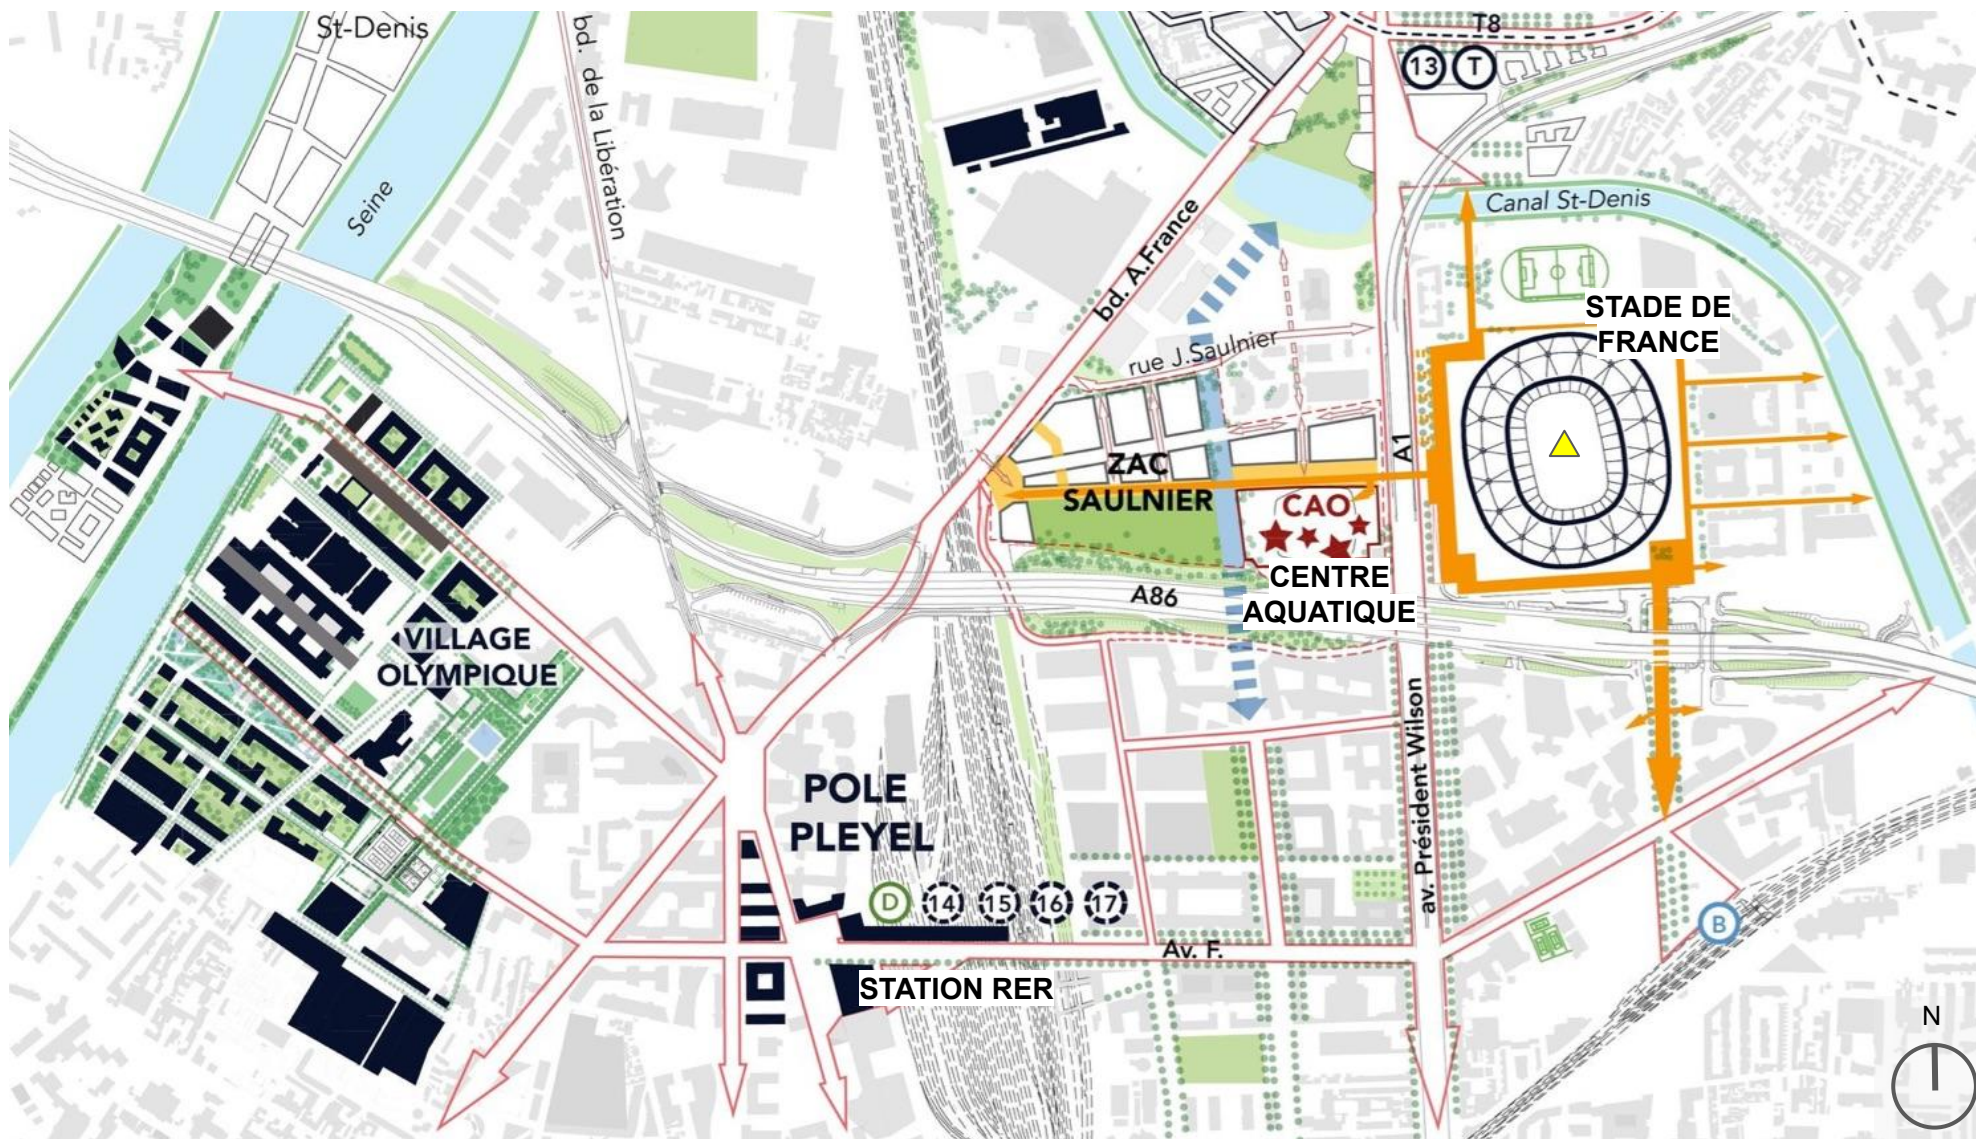 St-Denis
T8
13 T
bd. de la Libération
Seine
Canal St-Denis
bd. A.France
STADE DE
FRANCE
rue J.Saulnier
A1
ZAC
SAULNIER
CAO
CENTRE
AQUATIQUE
A86
VILLAGE
OLYMPIQUE
av. Président Wilson
POLE
PLEYEL
D 14 15 16 17
B
Av. F.
STATION RER
N